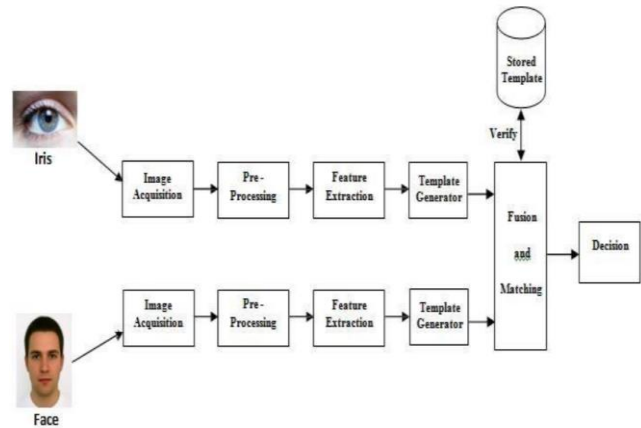 Stored
Template
Verify
Iris
Image
Acquisition
Pre -
Processing
Feature
Extraction
Template
Generator
Fusion
and
Matching
Decision
Image
Acquisition
Pre -
Processing
Feature
Extraction
Template
Generator
Face